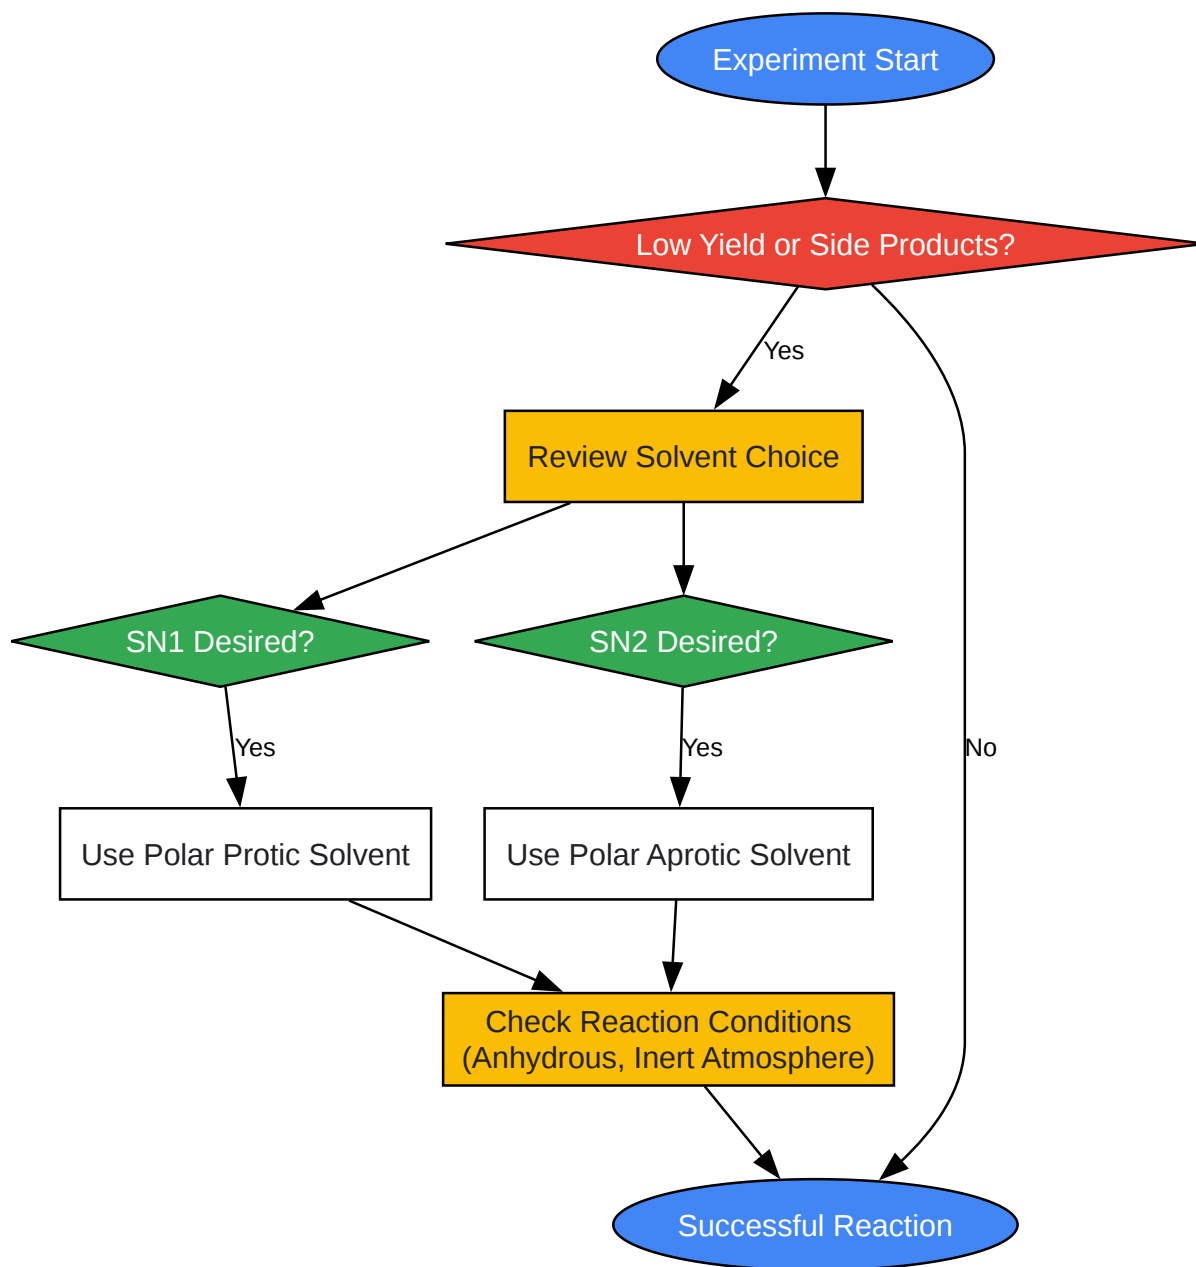 Experiment Start
Low Yield or Side Products?
Yes
Review Solvent Choice
SN1 Desired?
SN2 Desired?
Yes
Yes
No
Use Polar Protic Solvent
Use Polar Aprotic Solvent
Check Reaction Conditions
(Anhydrous, Inert Atmosphere)
Successful Reaction